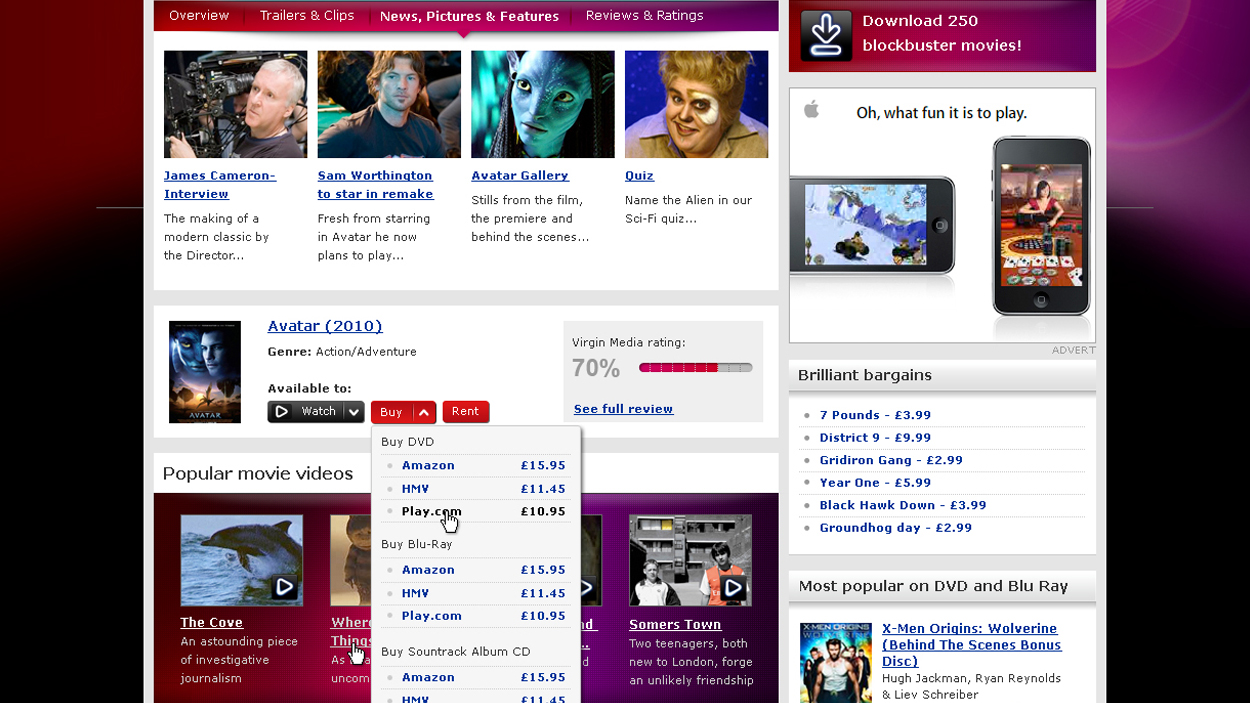 Overview
Trailers & Clips
News, Pictures & Features
Reviews & Ratings
James Cameron-
Interview
The making of a
modern classic by
the Director...
Sam Worthington
to star in remake
Fresh from starring
in Avatar he now
plans to play...
Avatar Gallery
Stills from the film,
the premiere and
behind the scenes...
Quiz
Name the Alien in our
Sci-Fi quiz...
AVATAR
Avatar (2010)
Genre: Action/Adventure
Available to:
Watch
Buy
Rent
Virgin Media rating:
70%
See full review
Buy DVD
Amazon £15.95
HMV £11.45
Play.com £10.95
Buy Blu-Ray
Amazon £15.95
HMV £11.45
Play.com £10.95
Buy Sountrack Album CD
Amazon £15.95
HMV £11.45
Popular movie videos
The Cove
An astounding piece
of investigative
journalism
Somers Town
Two teenagers, both
new to London, forge
an unlikely friendship
Download 250
blockbuster movies!
Oh, what fun it is to play.
ADVERT
Brilliant bargains
7 Pounds - £3.99
District 9 - £9.99
Gridiron Gang - £2.99
Year One - £5.99
Black Hawk Down - £3.99
Groundhog day - £2.99
Most popular on DVD and Blu Ray
X-MEN ORIGINS
WOLVERINE
X-Men Origins: Wolverine
(Behind The Scenes Bonus
Disc)
Hugh Jackman, Ryan Reynolds
& Liev Schreiber